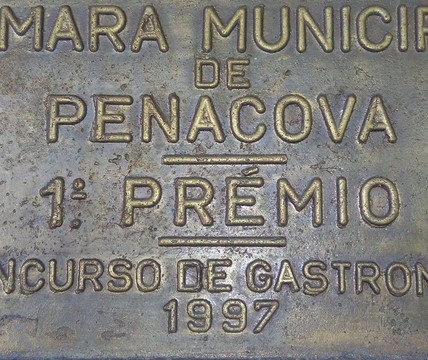 MARA MUNICIP
DE
PENACOVA
1º PRÉMIO
NCURSO DE GASTRON
1997